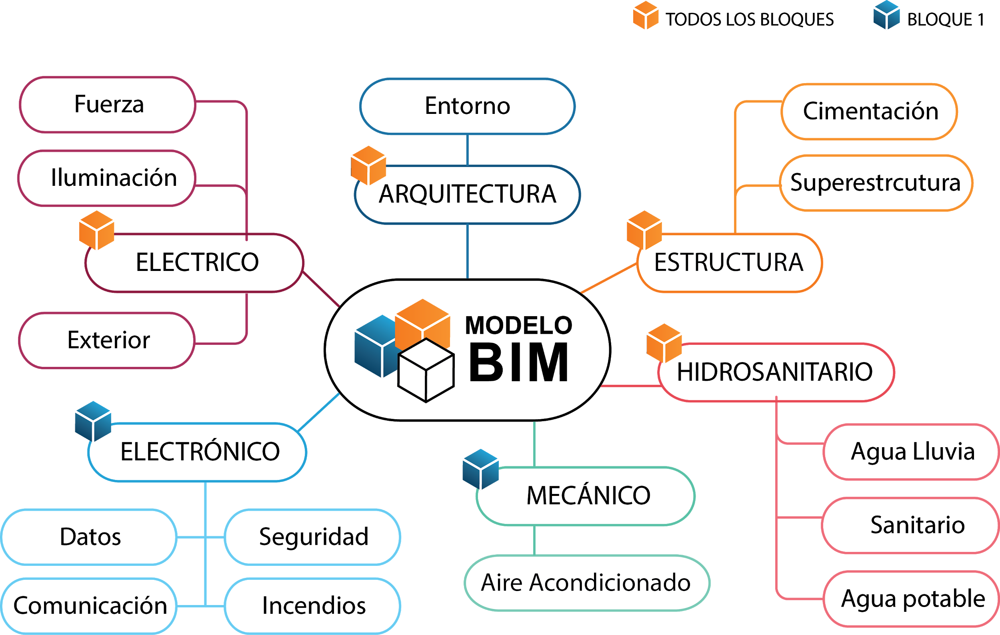 TODOS LOS BLOQUES
BLOQUE 1
Fuerza
Iluminación
ELECTRICO
Exterior
Entorno
ARQUITECTURA
Cimentación
Superestrcutura
ESTRUCTURA
MODELO
BIM
HIDROSANITARIO
Agua Lluvia
Sanitario
Agua potable
ELECTRÓNICO
Datos
Seguridad
Comunicación
Incendios
MECÁNICO
Aire Acondicionado